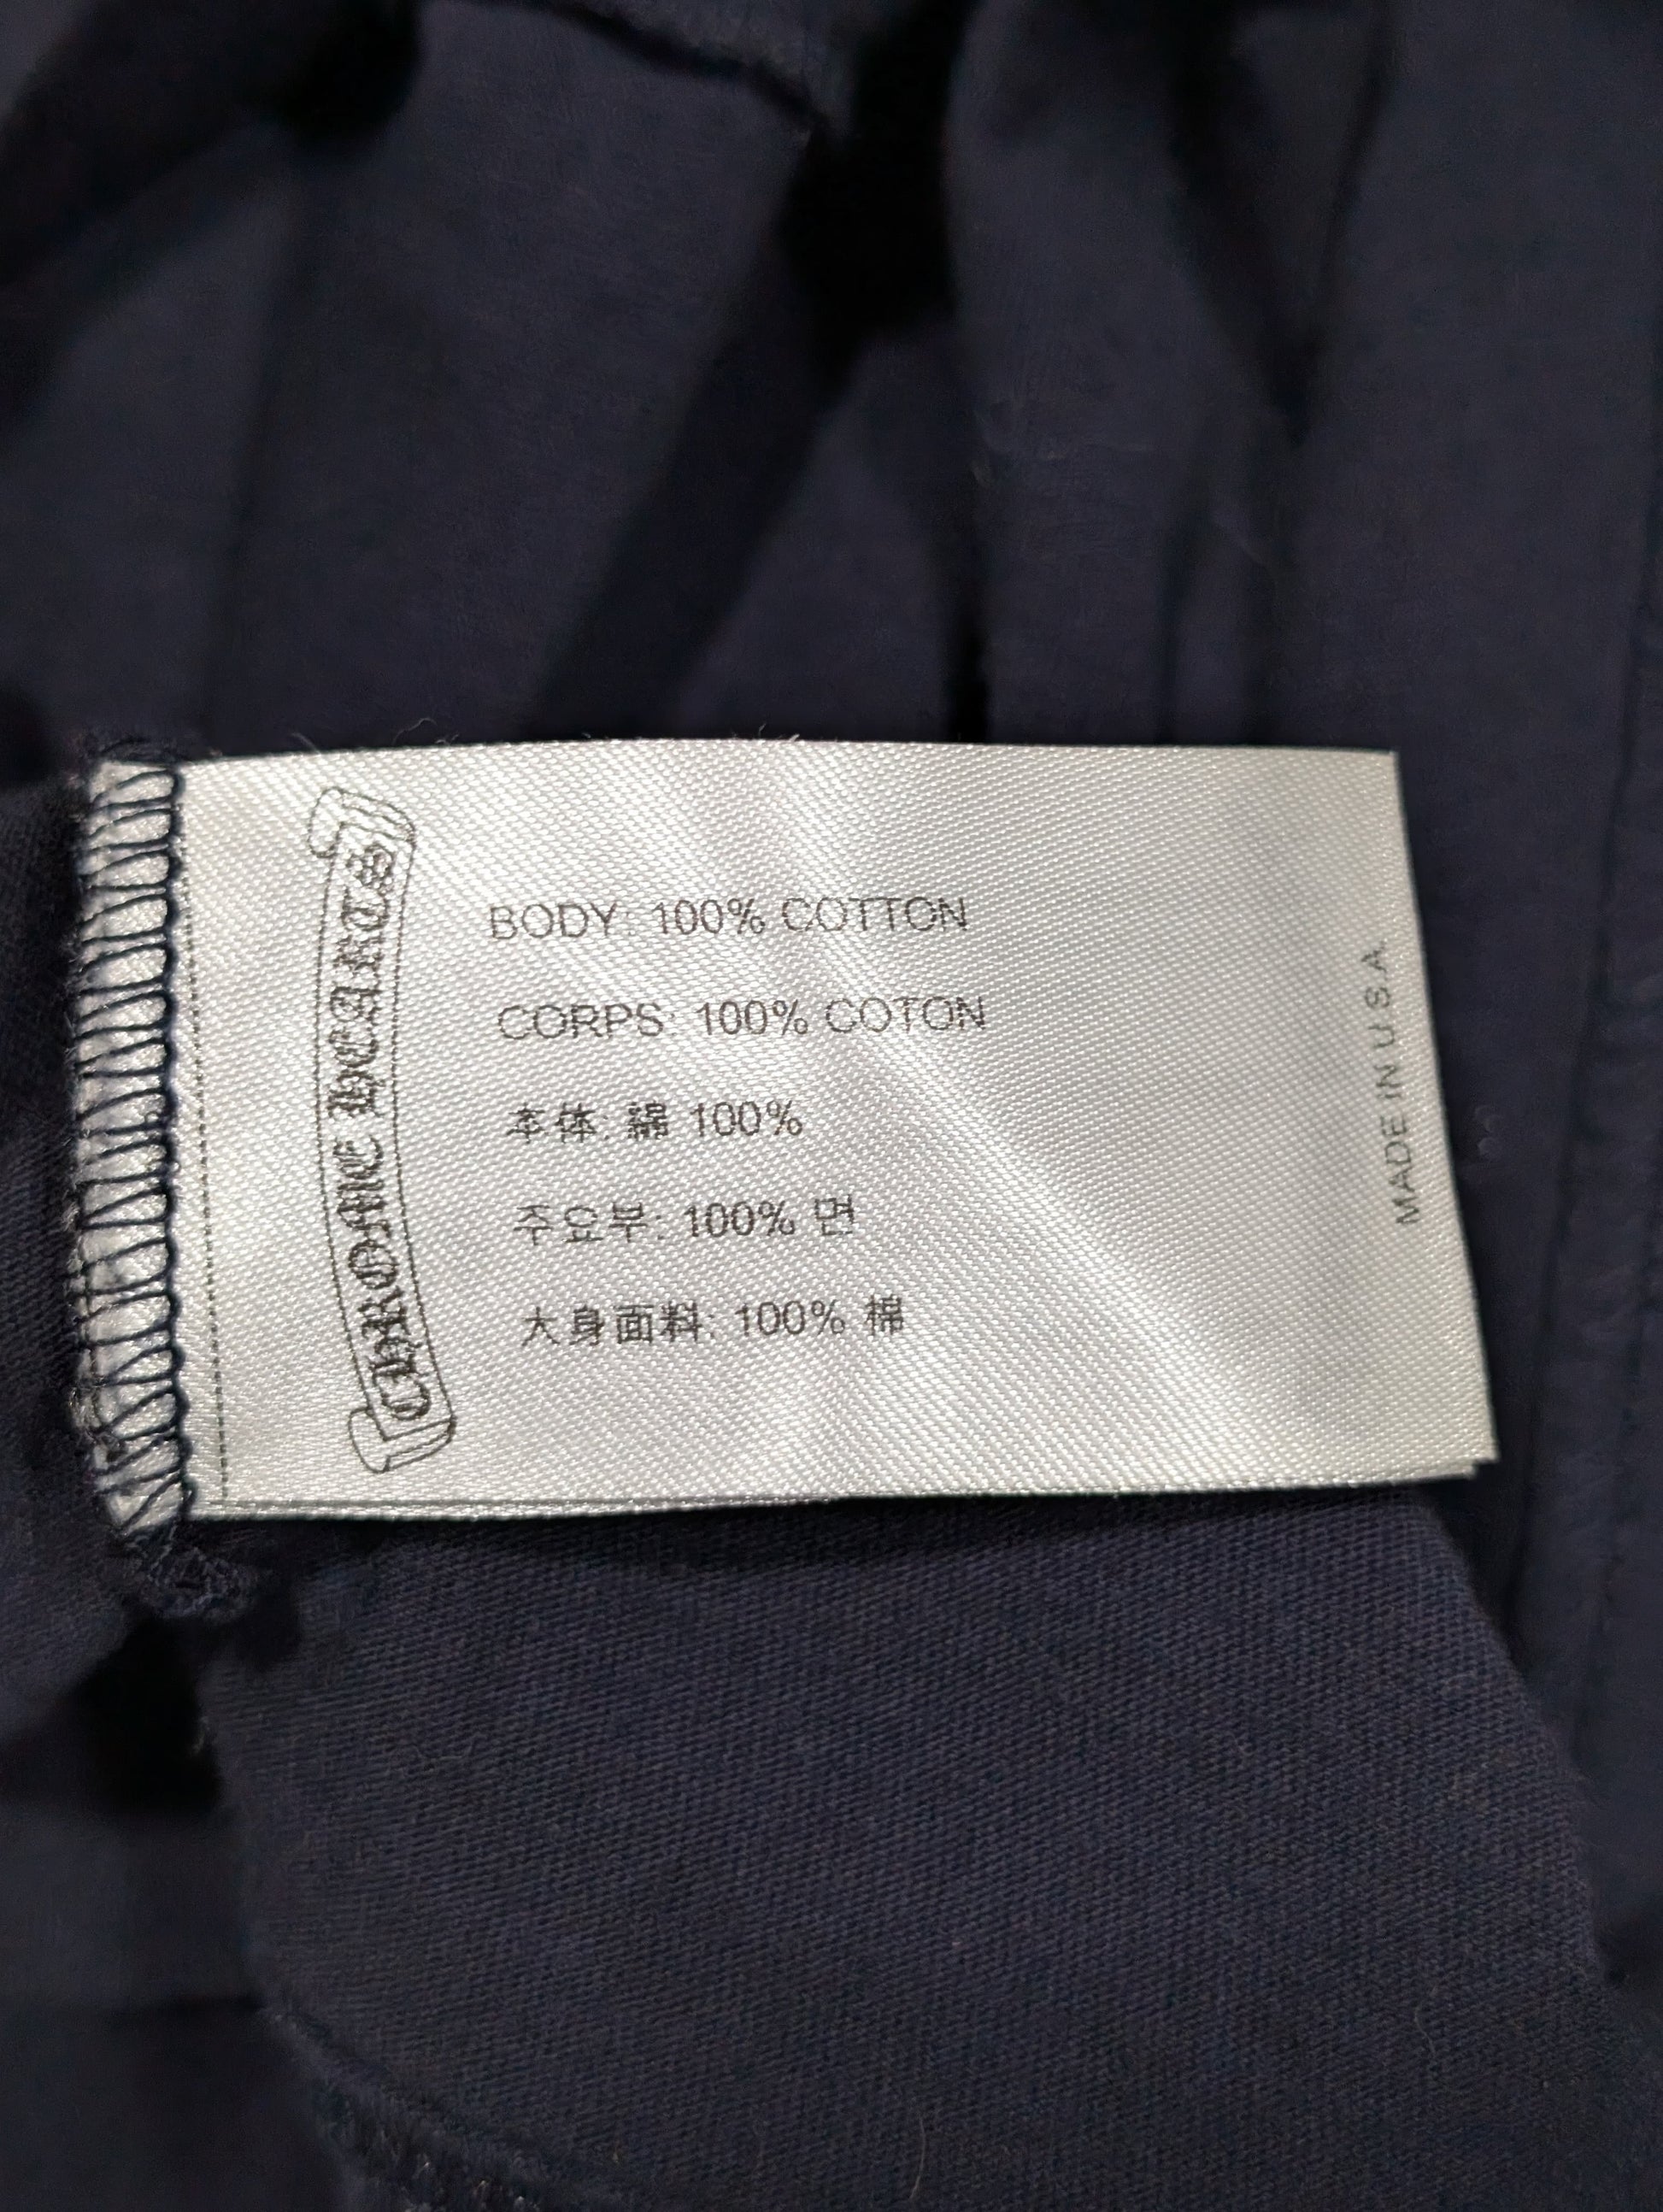 CHROME HEARTS
BODY: 100% COTTON
CORPS: 100% COTON
本体: 綿 100%
주요부: 100% 면
大身面料: 100% 棉
MADE IN U.S.A